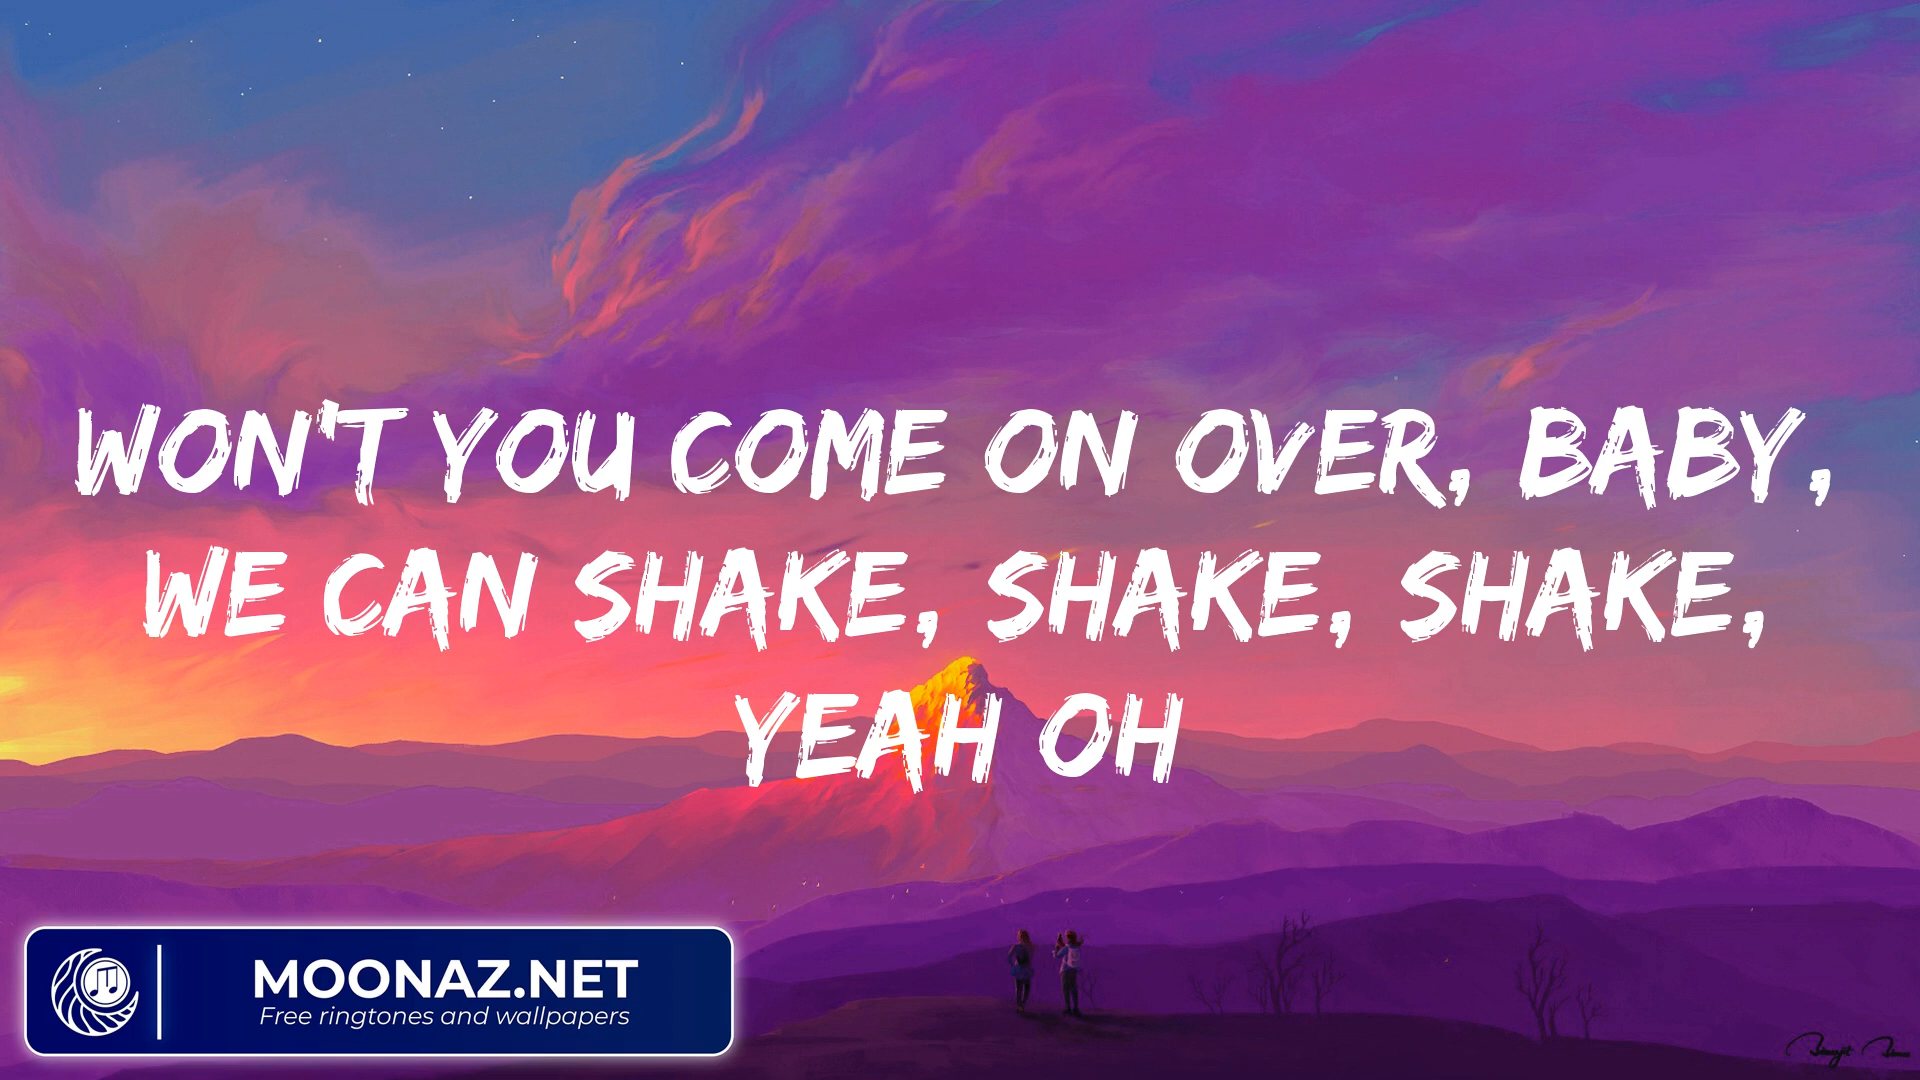 WON'T YOU COME ON OVER, BABY,
WE CAN SHAKE, SHAKE, SHAKE,
YEAH OH
MOONAZ.NET
Free ringtones and wallpapers